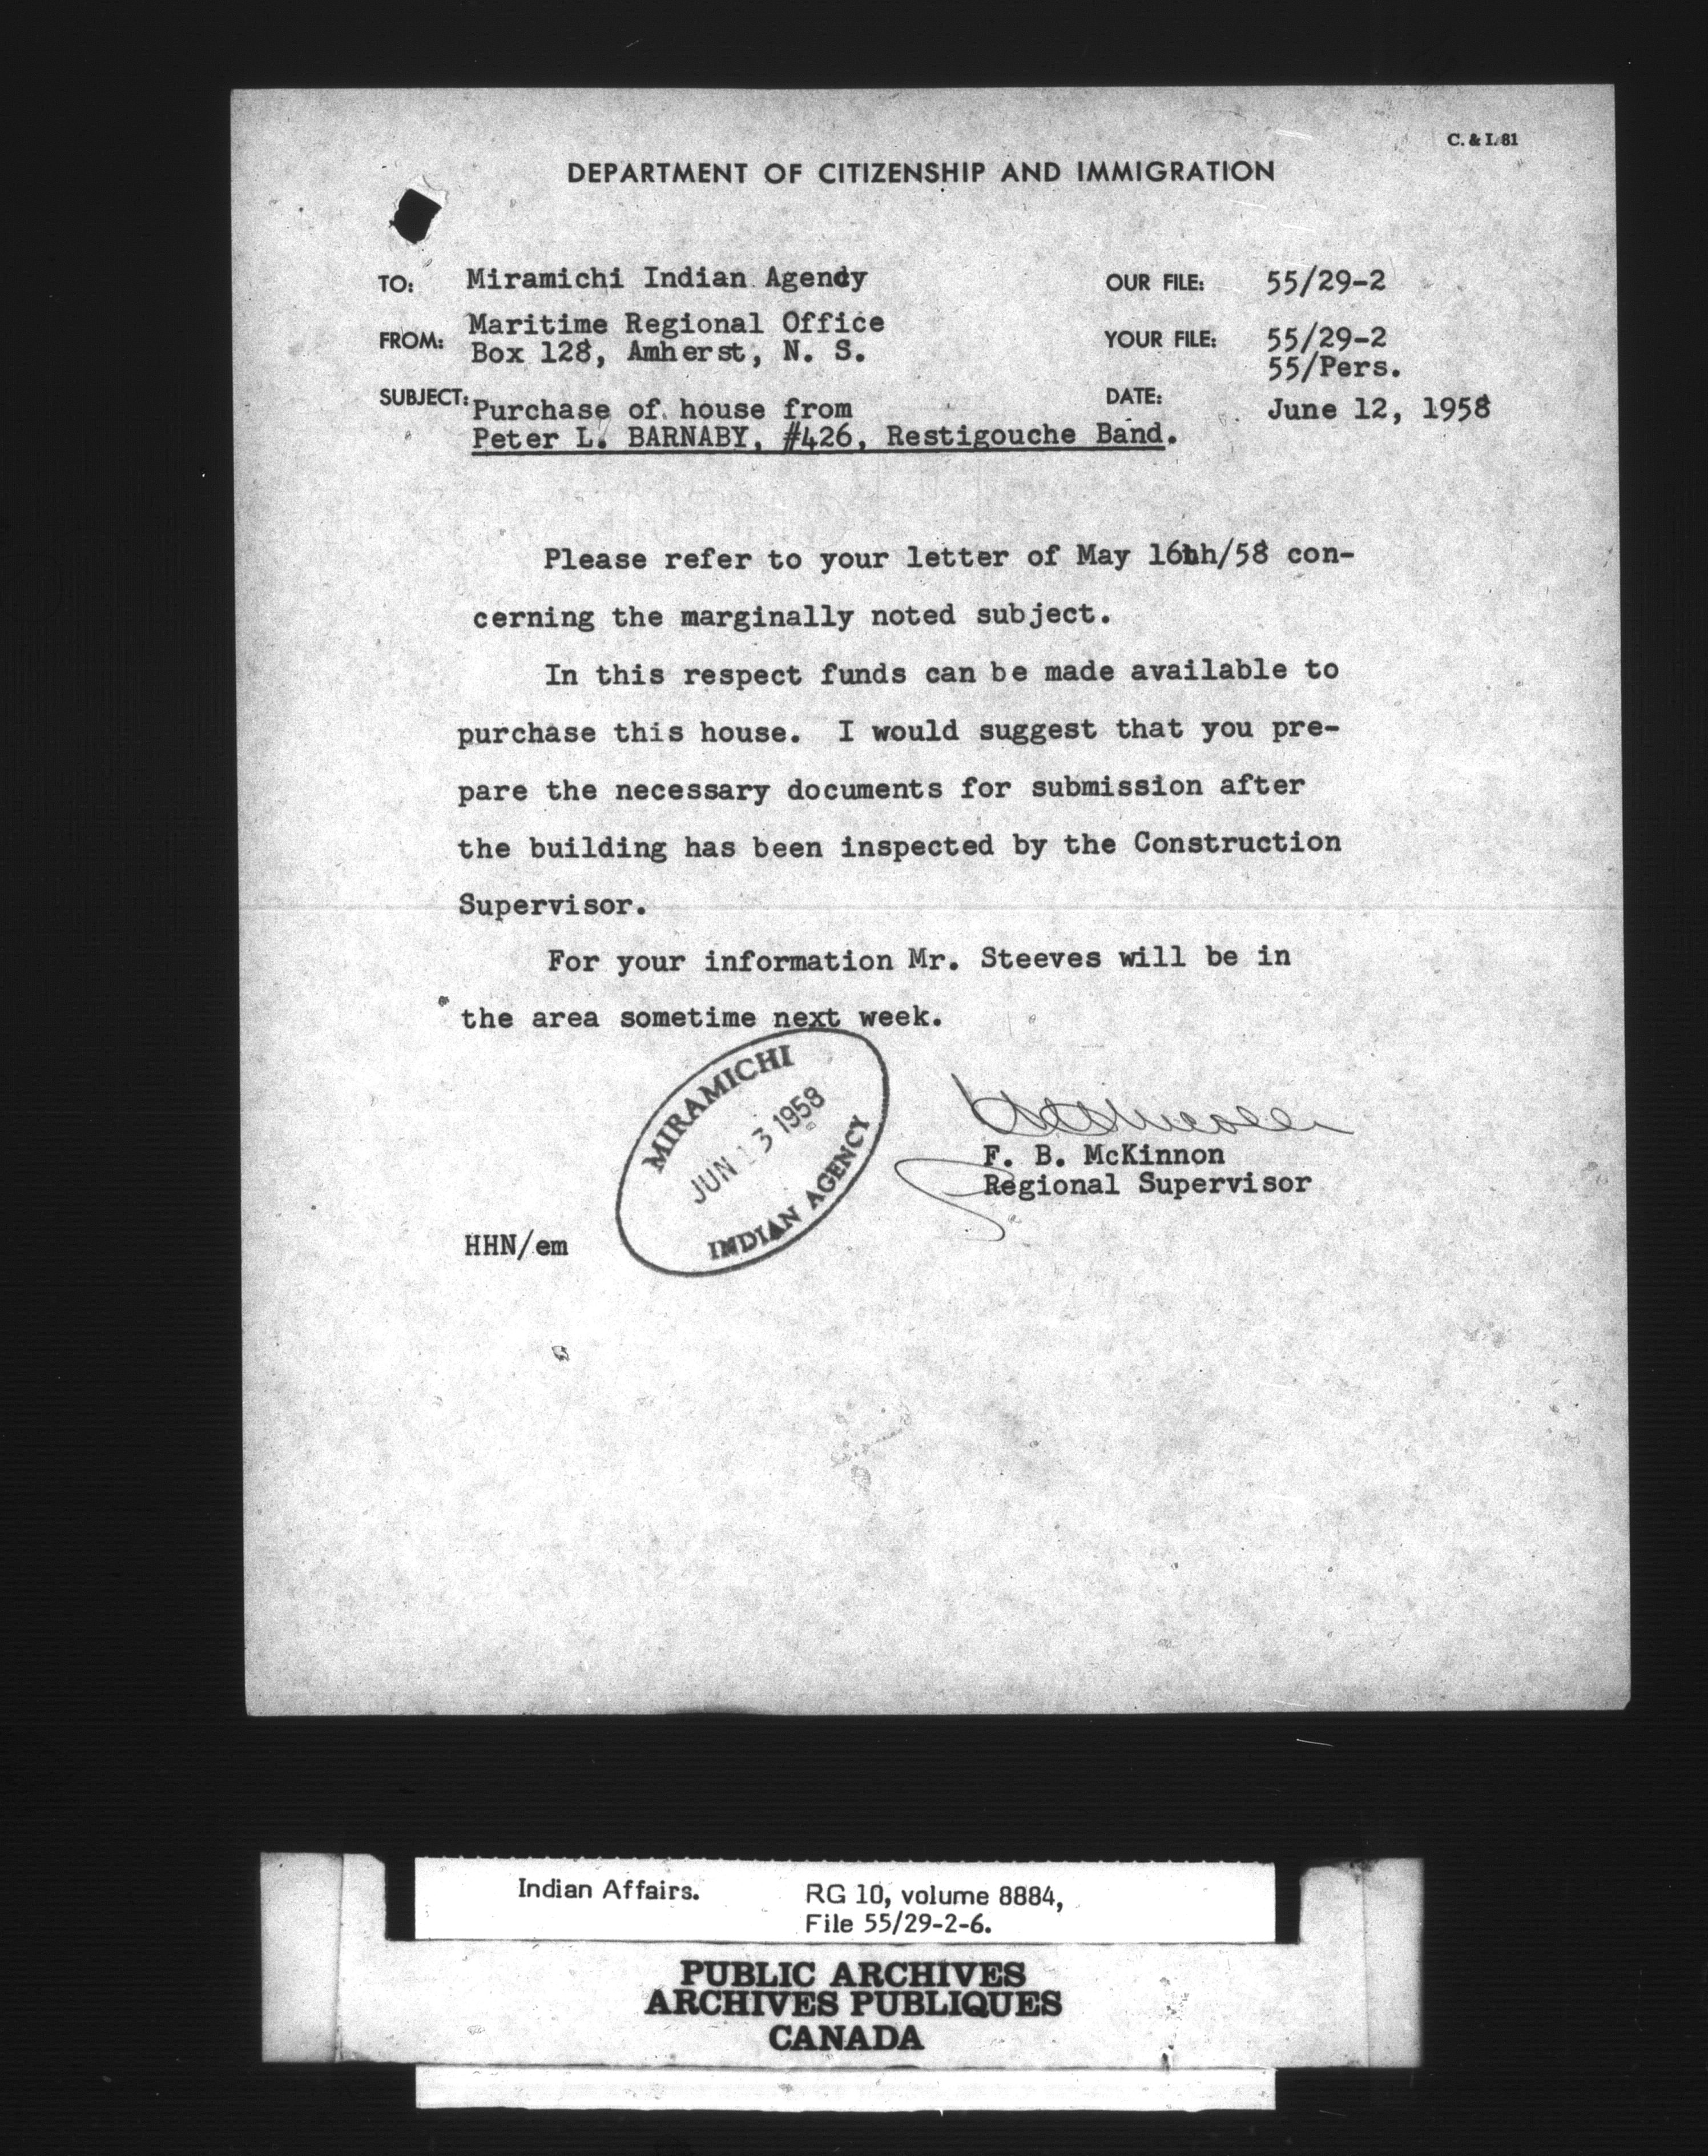 C. & I. 81
DEPARTMENT OF CITIZENSHIP AND IMMIGRATION
TO: Miramichi Indian Agency
OUR FILE: 55/29-2
FROM: Maritime Regional Office
Box 128, Amherst, N. S.
YOUR FILE: 55/29-2
55/Pers.
SUBJECT: Purchase of house from
Peter L. BARNABY, #426, Restigouche Band.
DATE: June 12, 1958
Please refer to your letter of May 16th/58 con-
cerning the marginally noted subject.
In this respect funds can be made available to
purchase this house. I would suggest that you pre-
pare the necessary documents for submission after
the building has been inspected by the Construction
Supervisor.
For your information Mr. Steeves will be in
the area sometime next week.
MIRAMICHI
JUN 13 1958
INDIAN AGENCY
F. B. McKinnon
Regional Supervisor
HHN/em
Indian Affairs. RG 10, volume 8884,
File 55/29-2-6.
PUBLIC ARCHIVES
ARCHIVES PUBLIQUES
CANADA